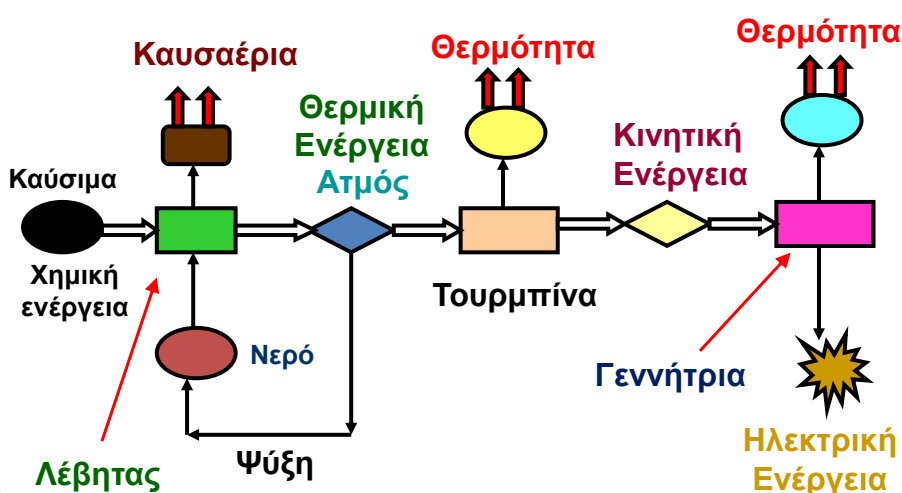 Καυσαέρια
Θερμότητα
Θερμότητα
Θερμική
Ενέργεια
Ατμός
Κινητική
Ενέργεια
Καύσιμα
Χημική
ενέργεια
Τουρμπίνα
Νερό
Γεννήτρια
Ψύξη
Λέβητας
Ηλεκτρική
Ενέργεια